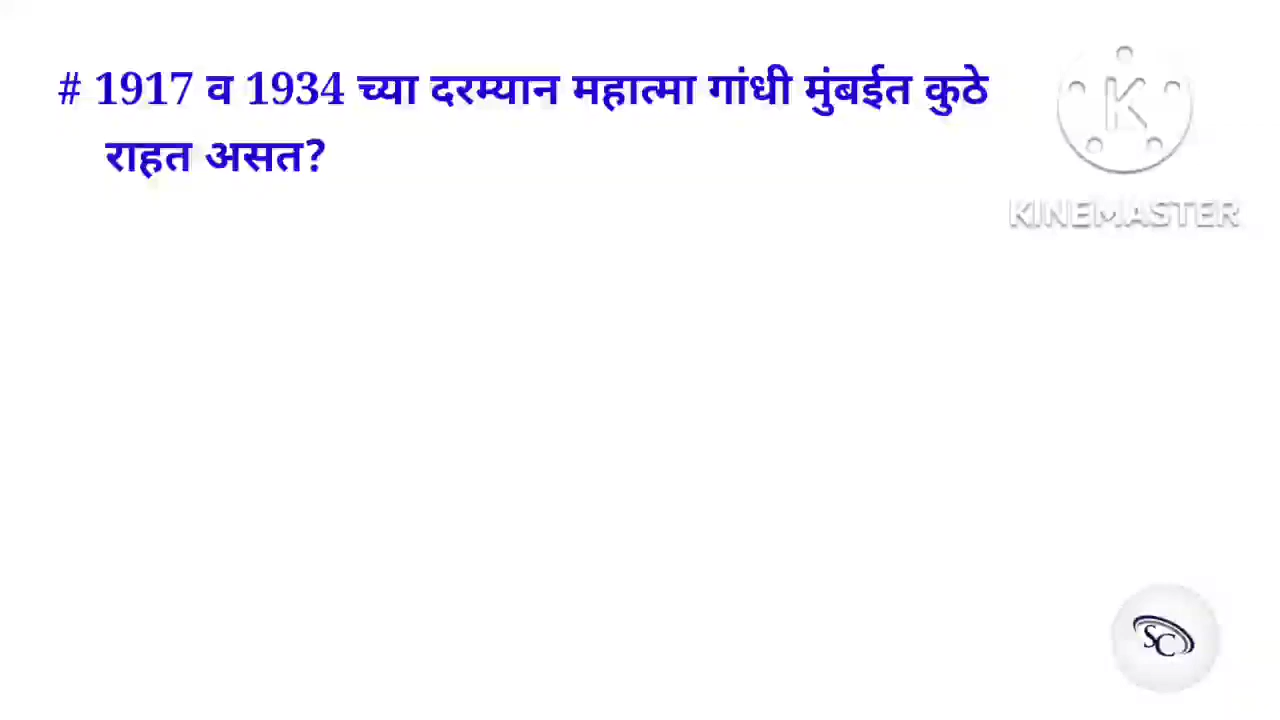 # 1917 व 1934 च्या दरम्यान महात्मा गांधी मुंबईत कुठे
राहत असत?
K
KINEMASTER
SC